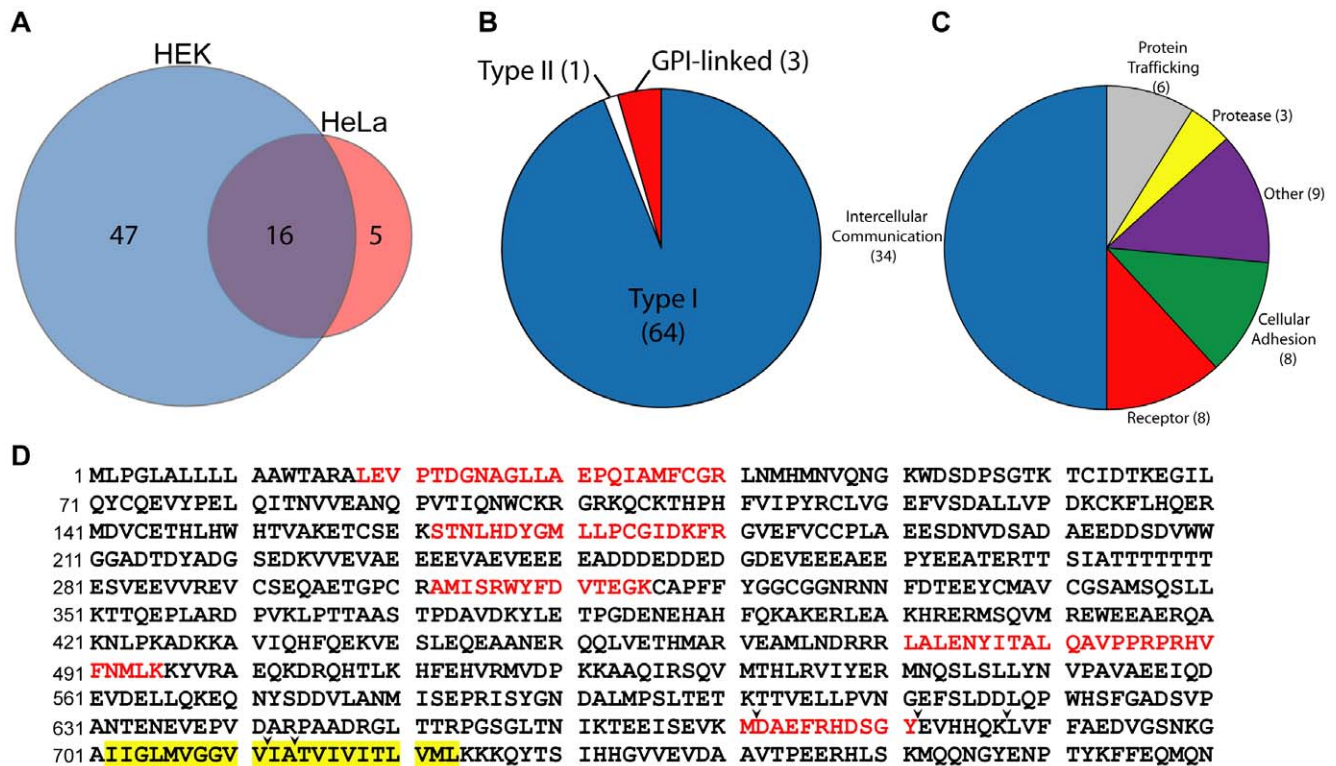 A
HEK
HeLa
47
16
5
B
Type II (1)
GPI-linked (3)
Type I
(64)
C
Protein
Trafficking
(6)
Protease (3)
Other (9)
Intercellular
Communication
(34)
Cellular
Adhesion
(8)
Receptor (8)
D
1 MLPGLALLLL AAWTARALEV PTDGNAGLLA EPQIAMFCGR LNMHMNVQNG KWDSDPSGTK TCIDTKEGIL
71 QYCQEVYPEL QITNVVEANQ PVTIQNWCKR GRKQCKTHPH FVIPYRCLVG EFVSDALLVP DKCKFLHQER
141 MDVCETHLHW HTVAKETCSE KSTNLHDYGM LLPCGIDKFR GVEFVCCPLA EESDNVDSAD AEEDDSDVWW
211 GGADTDYADG SEDKVVEVAE EEEVAEVEEE EADDDEDDED GDEVEEEAEE PYEEATERTT SIATTTTTTT
281 ESVEEVVREV CSEQAETGPC RAMISRWYFD VTEGKCAPFF YGGCGGNRNN FDTEEYCMAV CGSAMSQSLL
351 KTTQEPLARD PVKLPTTAAS TPDAVDKYLE TPGDENEHAH FQKAKERLEA KHRERMSQVM REWEEAERQA
421 KNLPKADKKA VIQHFQEKVE SLEQEAANER QQLVETHMAR VEAMLNDRRR LALENYITAL QAVPPRPRHV
491 FNMLKKYVRA EQKDRQHTLK HFEHVRMVDP KKAAQIRSQV MTHLRVIYER MNQSLSLLYN VPAVAEEIQD
561 EVDELLQKEQ NYSDDVLANM ISEPRISYGN DALMPSLTET KTTVELLPVN GEFSLDDLQP WHSFGADSVP
631 ANTENEVEPV DARPAADRGL TTRPGSGLTN IKTEEISEVK MDAEFRHDSG YEVHHQKLVF FAEDVGSNKG
701 AIIGLMVGGV VIATVIVITL VMLKKKQYTS IHHGVVEVDA AVTPEERHLS KMQQNGYENP TYKFFEQMQN